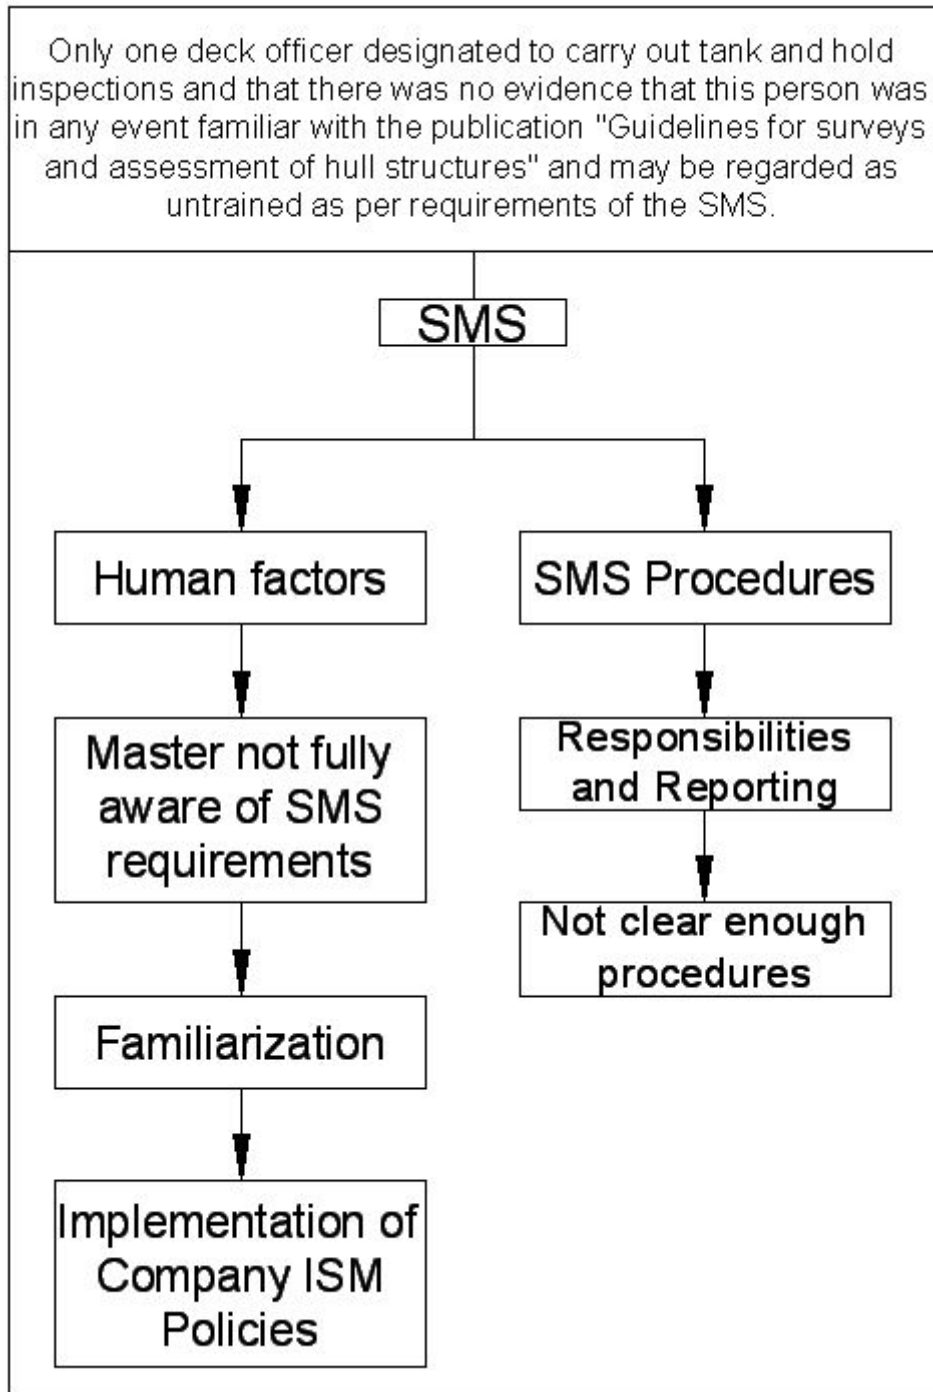 Only one deck officer designated to carry out tank and hold
inspections and that there was no evidence that this person was
in any event familiar with the publication "Guidelines for surveys
and assessment of hull structures" and may be regarded as
untrained as per requirements of the SMS.
SMS
Human factors
SMS Procedures
Master not fully
aware of SMS
requirements
Responsibilities
and Reporting
Not clear enough
procedures
Familiarization
Implementation of
Company ISM
Policies